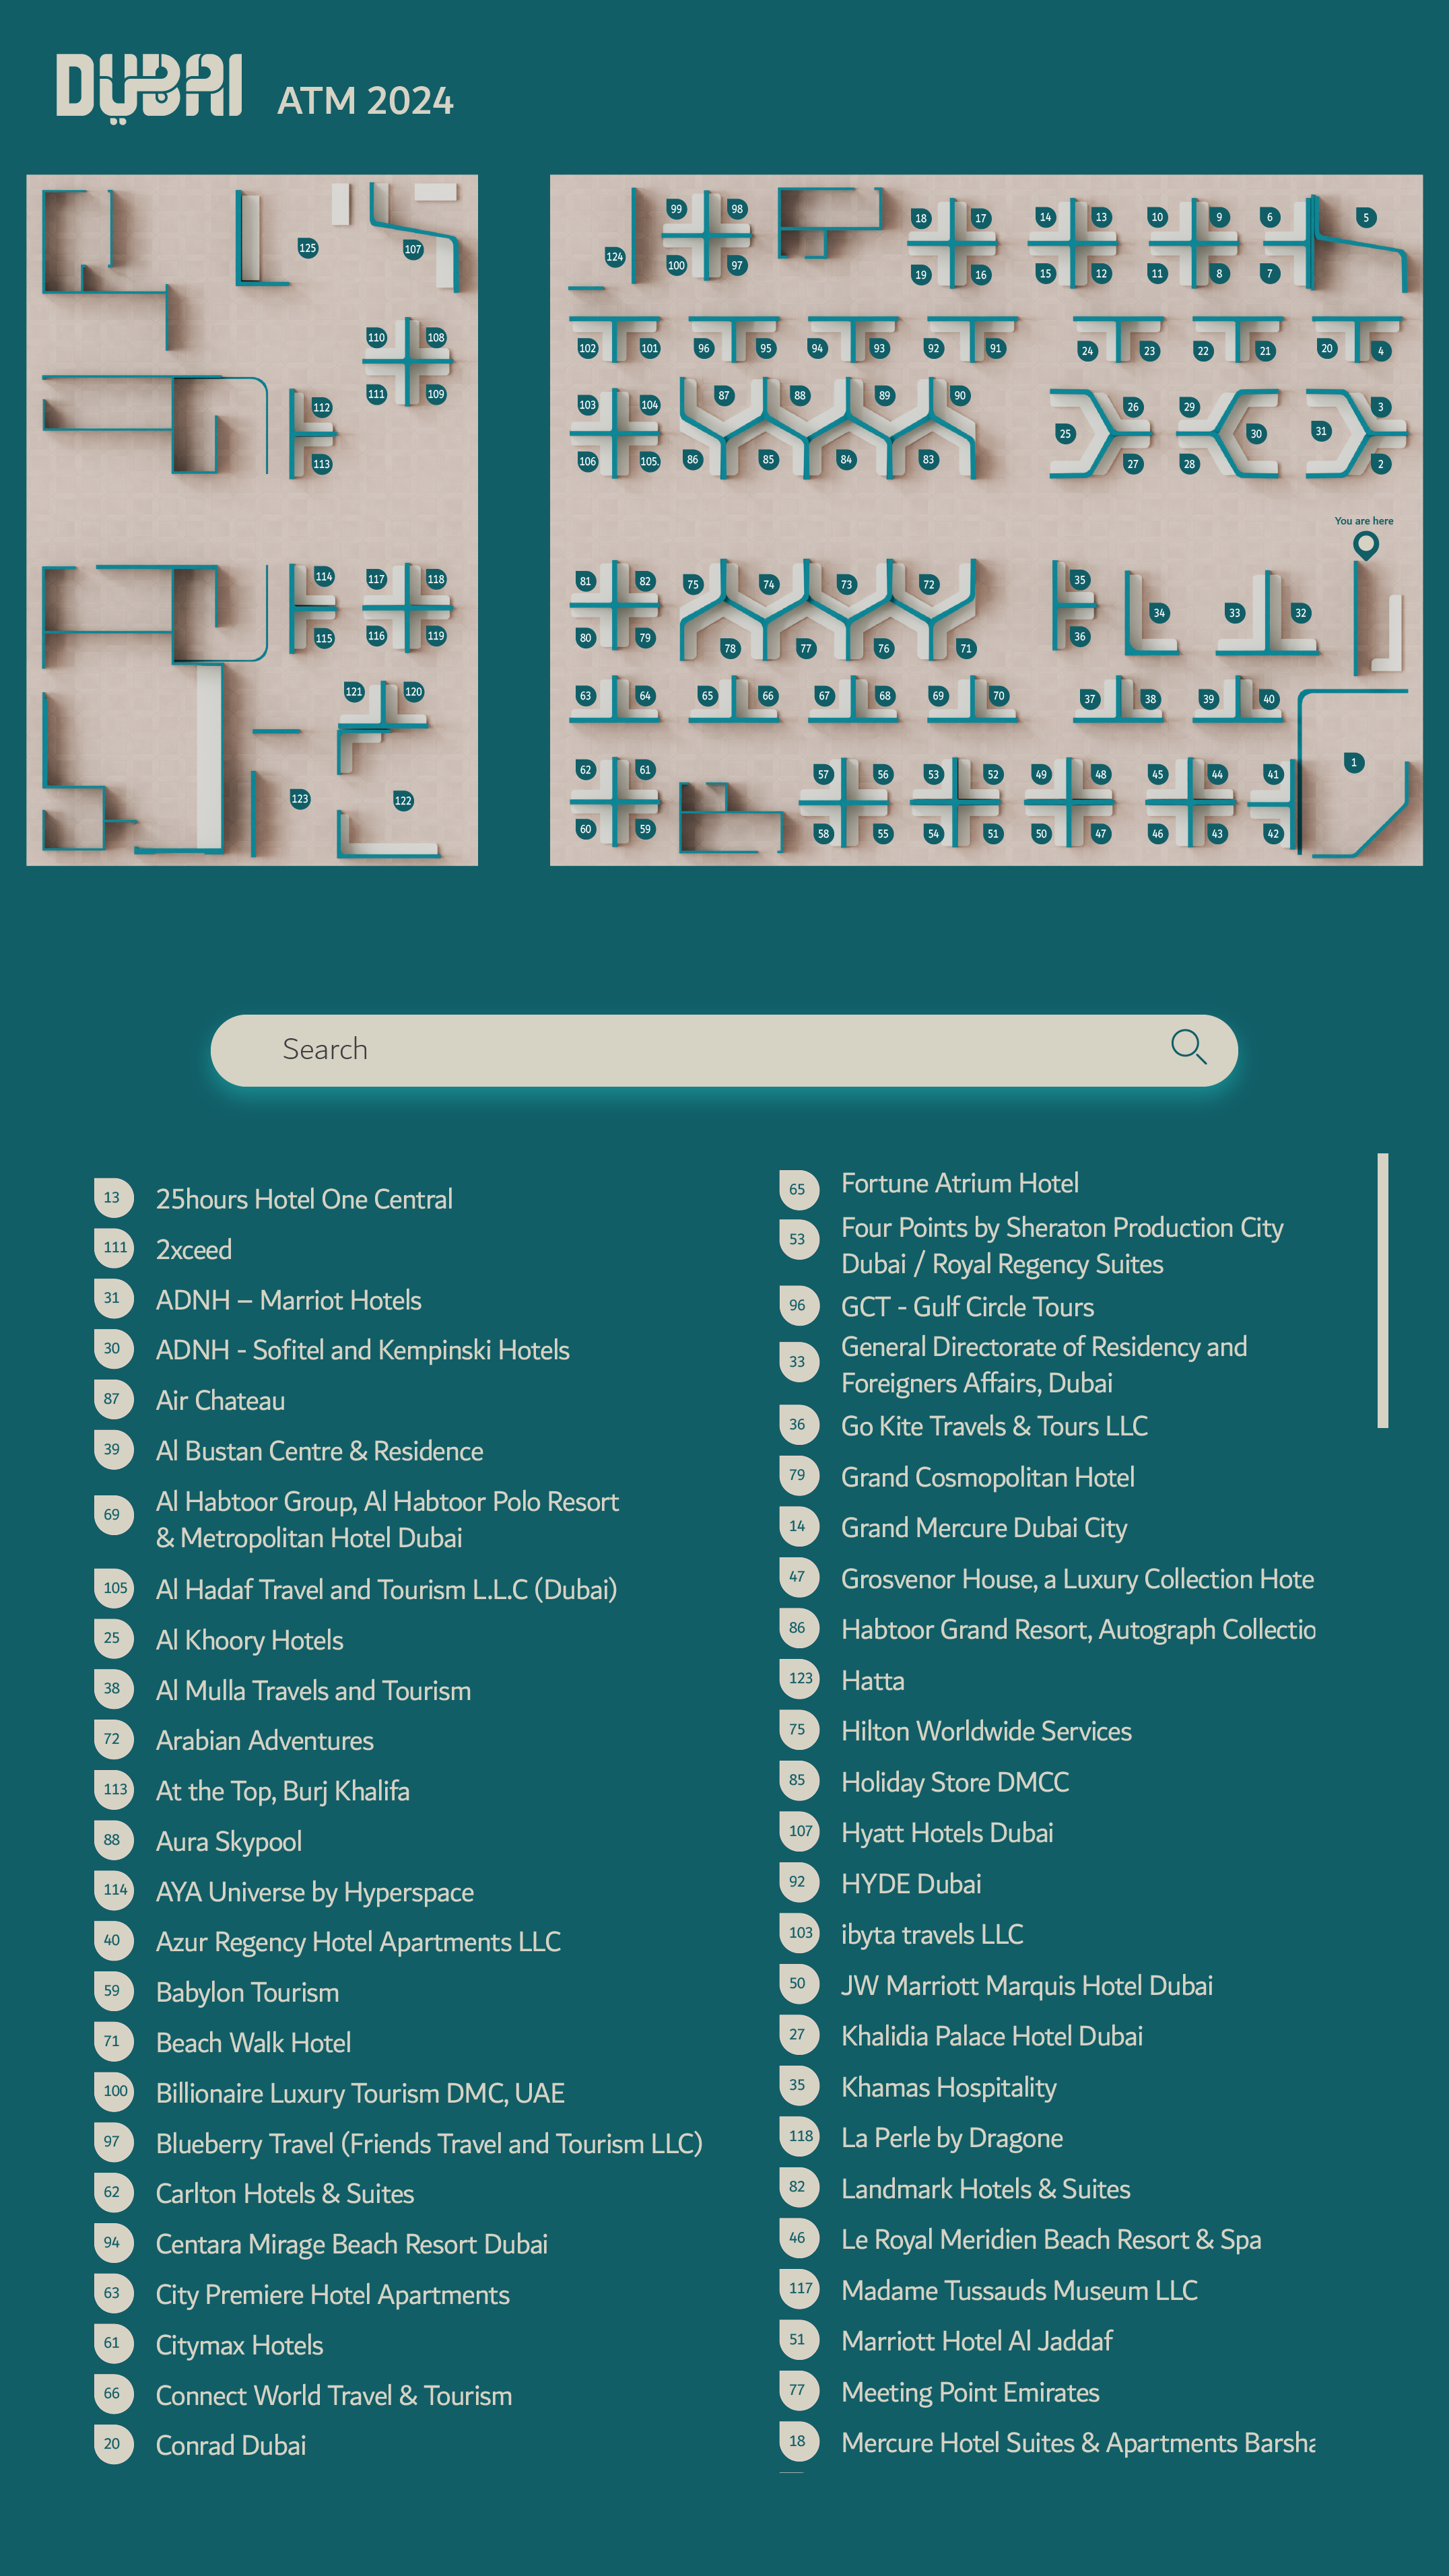 DUBAI ATM 2024
99 98 18 17 14 13 10 9 6 5
125 107 124 100 97 19 16 15 12 11 8 7
110 108 102 101 96 95 94 93 92 91 24 23 22 21 20 4
111 109 87 88 89 90
112 103 104 26 29 3
25 30 31
113 106 105. 86 85 84 83 27 28 2
You are here
114 117 118 81 82 75 74 73 72 35
34 33 32
115 116 119 80 79 78 77 76 71 36
121 120 63 64 65 66 67 68 69 70 37 38 39 40
62 61 57 56 53 52 49 48 45 44 41 1
123 122
60 59 58 55 54 51 50 47 46 43 42
Search
13 25hours Hotel One Central
111 2xceed
31 ADNH – Marriot Hotels
30 ADNH - Sofitel and Kempinski Hotels
87 Air Chateau
39 Al Bustan Centre & Residence
69 Al Habtoor Group, Al Habtoor Polo Resort
& Metropolitan Hotel Dubai
105 Al Hadaf Travel and Tourism L.L.C (Dubai)
25 Al Khoory Hotels
38 Al Mulla Travels and Tourism
72 Arabian Adventures
113 At the Top, Burj Khalifa
88 Aura Skypool
114 AYA Universe by Hyperspace
40 Azur Regency Hotel Apartments LLC
59 Babylon Tourism
71 Beach Walk Hotel
100 Billionaire Luxury Tourism DMC, UAE
97 Blueberry Travel (Friends Travel and Tourism LLC)
62 Carlton Hotels & Suites
94 Centara Mirage Beach Resort Dubai
63 City Premiere Hotel Apartments
61 Citymax Hotels
66 Connect World Travel & Tourism
20 Conrad Dubai
65 Fortune Atrium Hotel
53 Four Points by Sheraton Production City
Dubai / Royal Regency Suites
96 GCT - Gulf Circle Tours
33 General Directorate of Residency and
Foreigners Affairs, Dubai
36 Go Kite Travels & Tours LLC
79 Grand Cosmopolitan Hotel
14 Grand Mercure Dubai City
47 Grosvenor House, a Luxury Collection Hote
86 Habtoor Grand Resort, Autograph Collectio
123 Hatta
75 Hilton Worldwide Services
85 Holiday Store DMCC
107 Hyatt Hotels Dubai
92 HYDE Dubai
103 ibyta travels LLC
50 JW Marriott Marquis Hotel Dubai
27 Khalidia Palace Hotel Dubai
35 Khamas Hospitality
118 La Perle by Dragone
82 Landmark Hotels & Suites
46 Le Royal Meridien Beach Resort & Spa
117 Madame Tussauds Museum LLC
51 Marriott Hotel Al Jaddaf
77 Meeting Point Emirates
18 Mercure Hotel Suites & Apartments Barsha